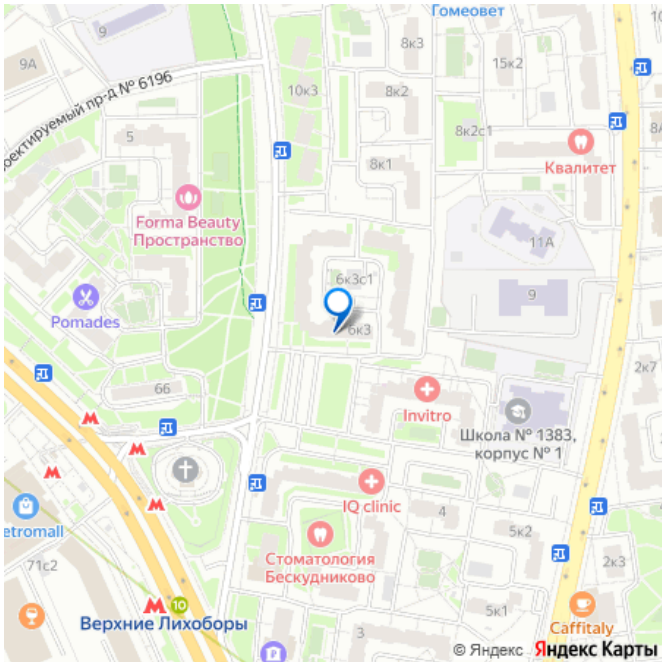 Гомеовет
8к3
15к2
9А
10к3
8к2
8к2с1
8А
роектируемый пр-д № 6196
5
8к1
Квалитет
Forma Beauty
Пространство
11А
6к3с1
9
Pomades
6к3
2к7
66
Invitro
Школа № 1383,
корпус № 1
IQ clinic
4
etromall
5к2
71с2
Стоматология
Бескудниково
2к3
10
Верхние Лихоборы
5к1
Caffitaly
3
© Яндекс Яндекс Карты